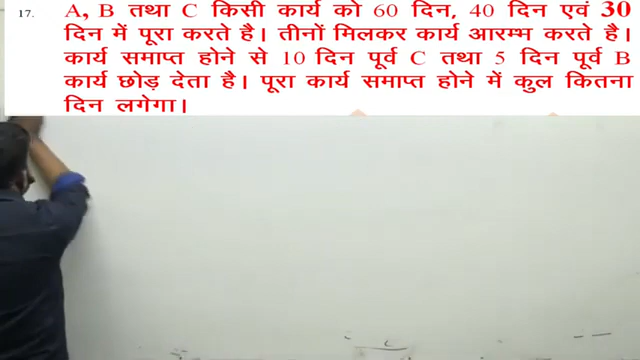 17. A, B तथा C किसी कार्य को 60 दिन, 40 दिन एवं 30
दिन में पूरा करते है। तीनों मिलकर कार्य आरम्भ करते है।
कार्य समाप्त होने से 10 दिन पूर्व C तथा 5 दिन पूर्व B
कार्य छोड़ देता है। पूरा कार्य समाप्त होने में कुल कितना
दिन लगेगा।